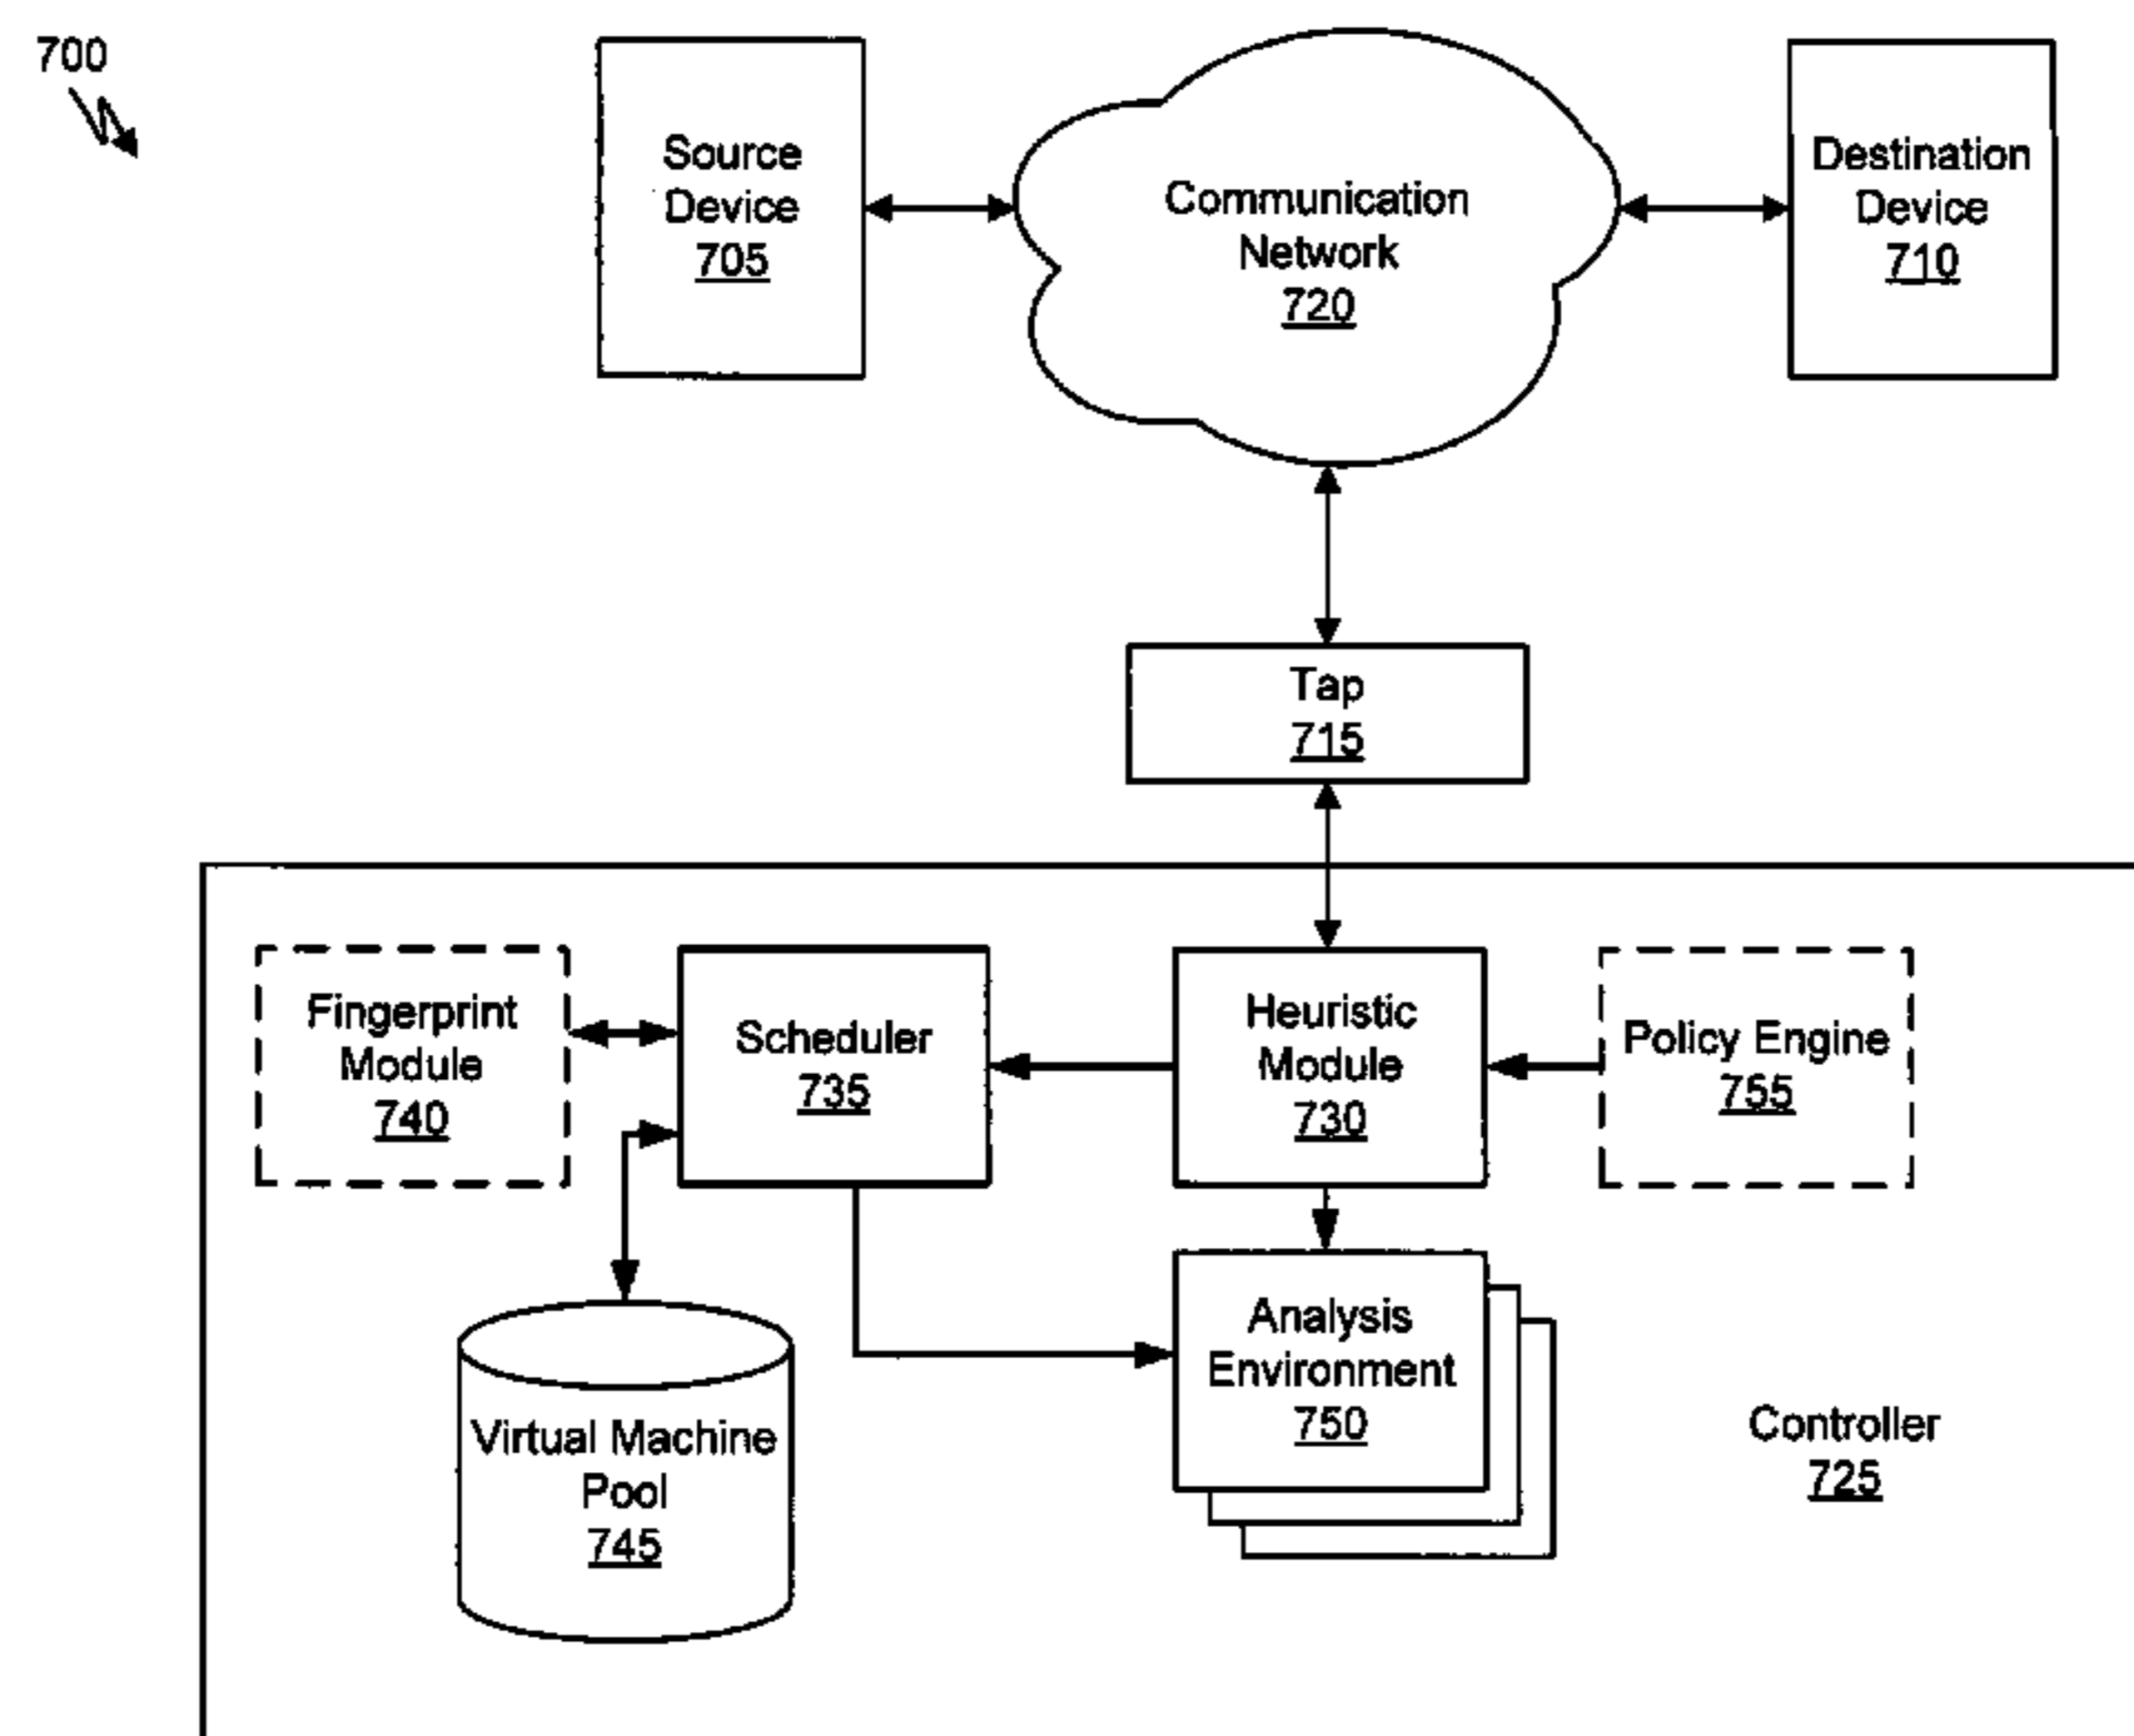 700
Source
Device
705
Communication
Network
720
Destination
Device
710
Tap
715
Fingerprint
Module
740
Scheduler
735
Heuristic
Module
730
Policy Engine
755
Virtual Machine
Pool
745
Analysis
Environment
750
Controller
725